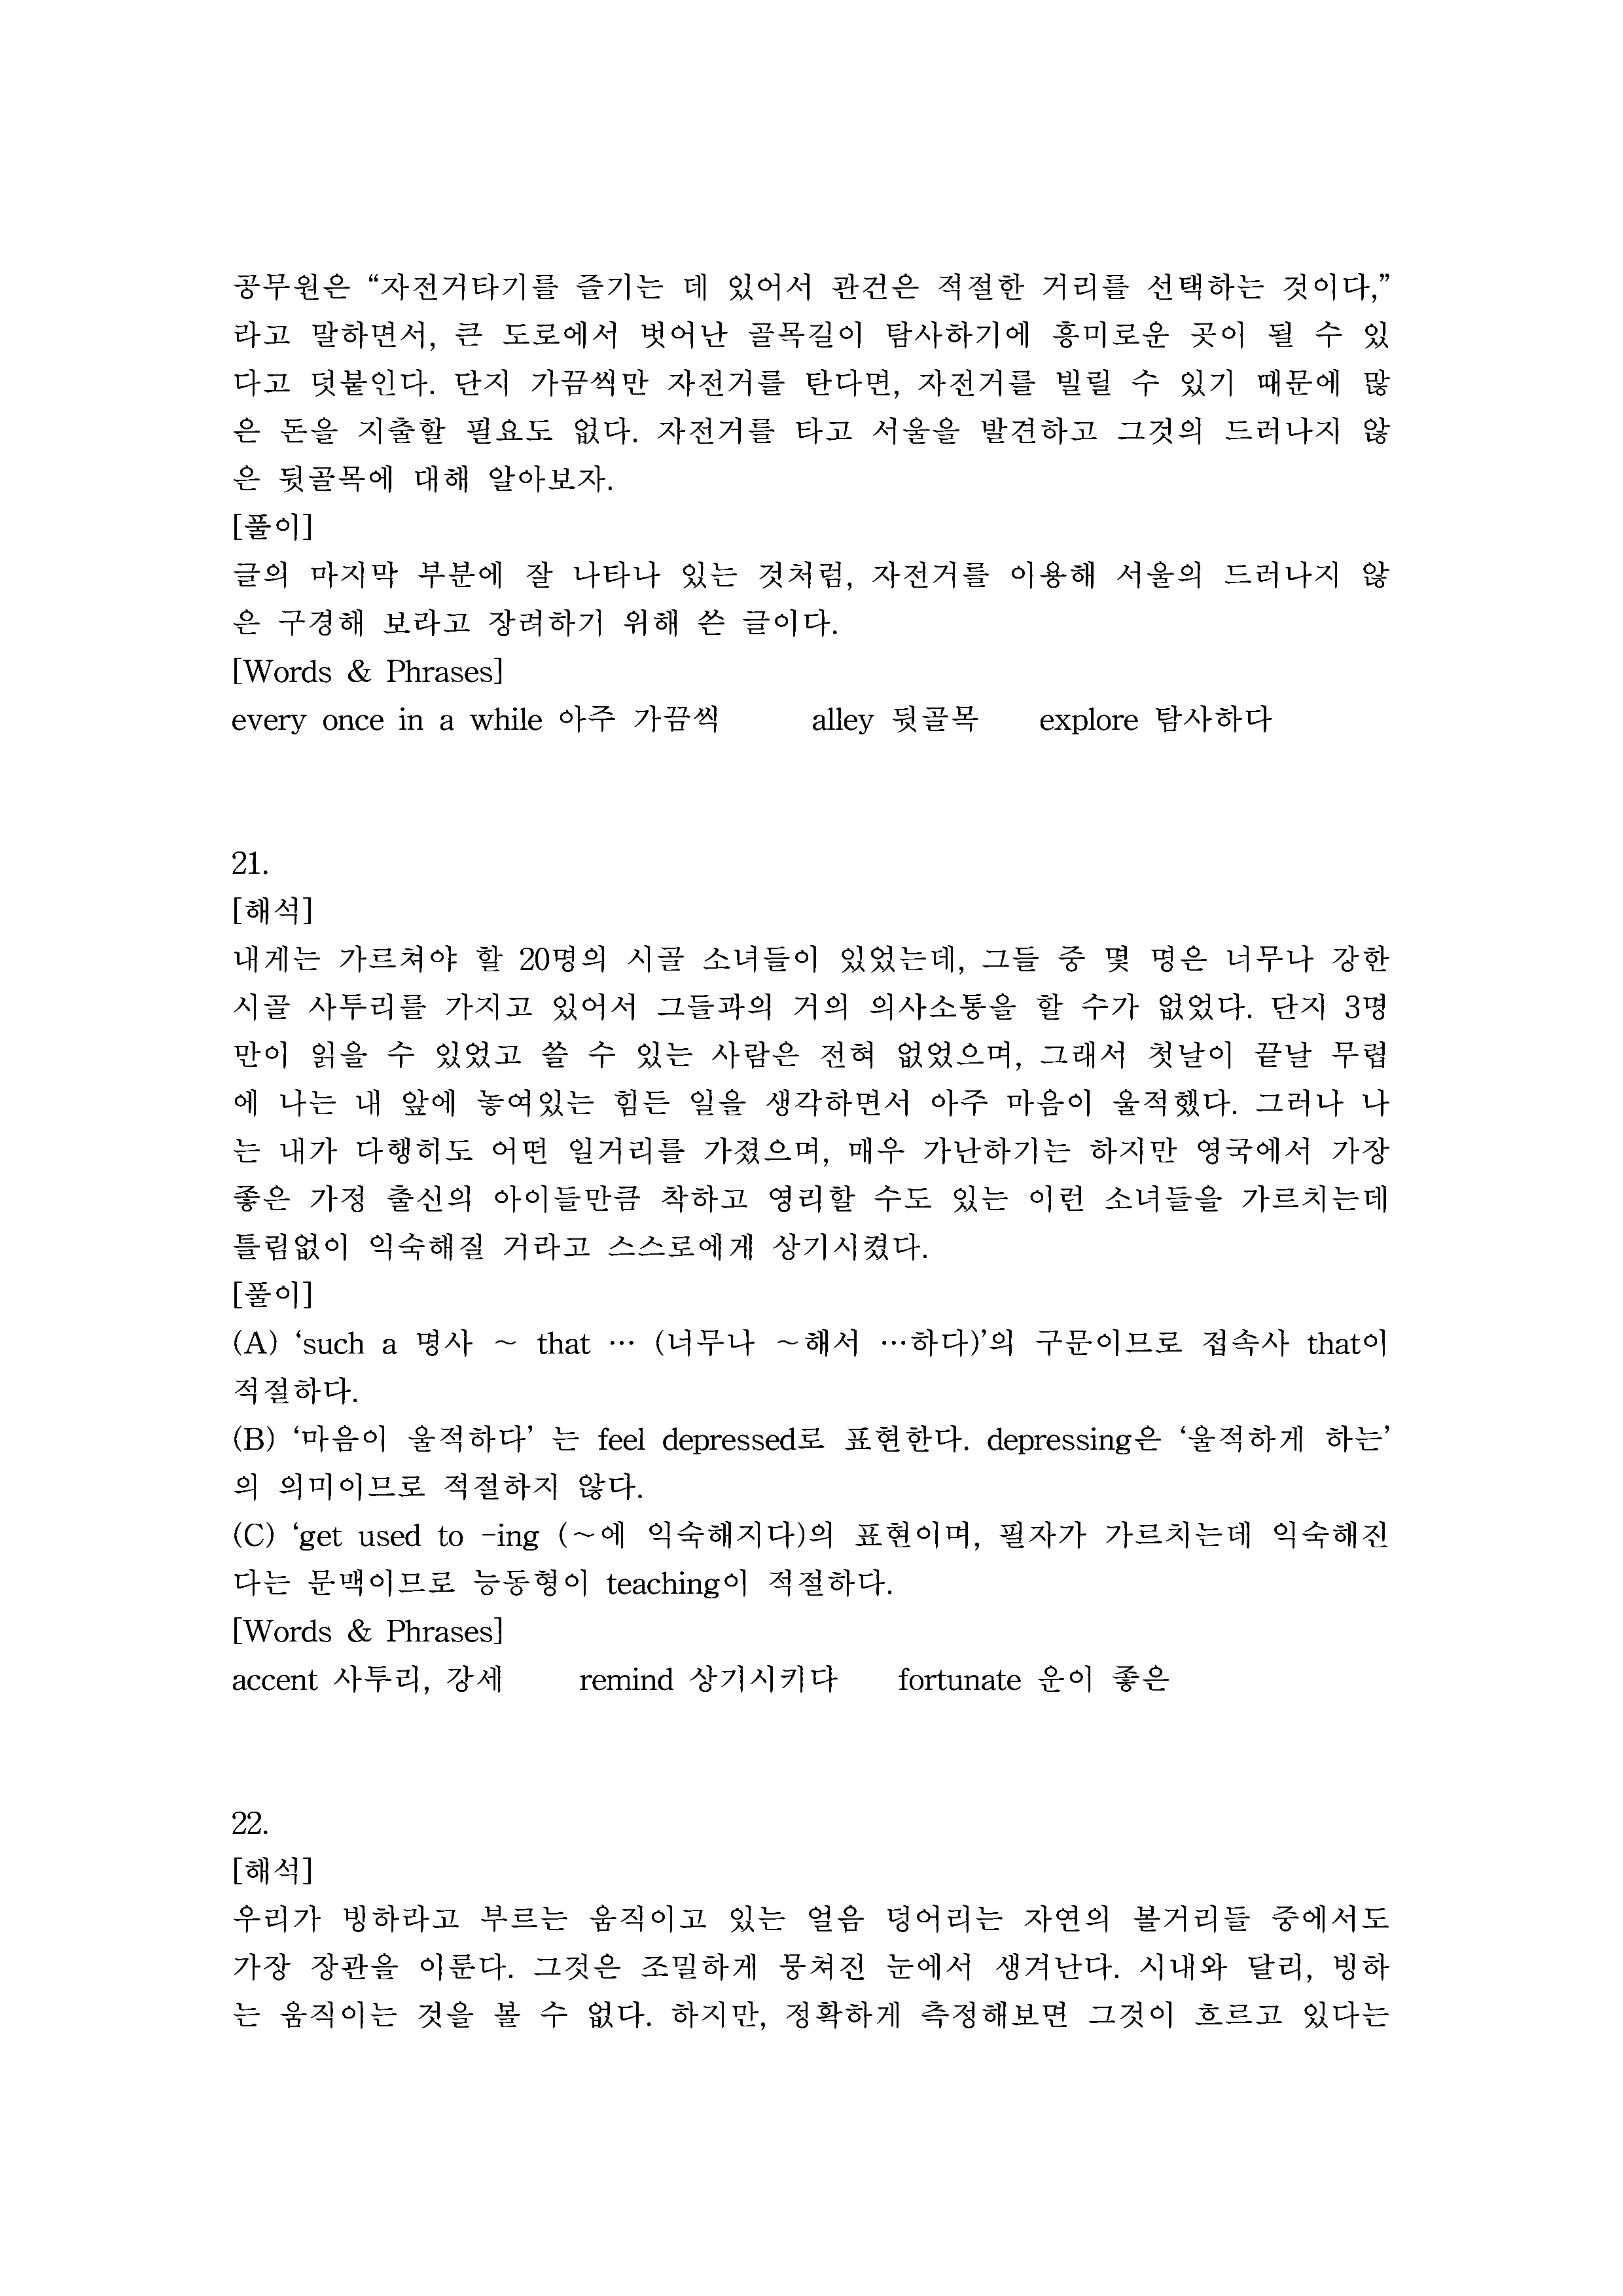 공무원은 “자전거타기를 즐기는 데 있어서 관건은 적절한 거리를 선택하는 것이다,”
라고 말하면서, 큰 도로에서 벗어난 골목길이 탐사하기에 흥미로운 곳이 될 수 있
다고 덧붙인다. 단지 가끔씩만 자전거를 탄다면, 자전거를 빌릴 수 있기 때문에 많
은 돈을 지출할 필요도 없다. 자전거를 타고 서울을 발견하고 그것의 드러나지 않
은 뒷골목에 대해 알아보자.
[풀이]
글의 마지막 부분에 잘 나타나 있는 것처럼, 자전거를 이용해 서울의 드러나지 않
은 구경해 보라고 장려하기 위해 쓴 글이다.
[Words & Phrases]
every once in a while 아주 가끔씩 alley 뒷골목 explore 탐사하다
21.
[해석]
내게는 가르쳐야 할 20명의 시골 소녀들이 있었는데, 그들 중 몇 명은 너무나 강한
시골 사투리를 가지고 있어서 그들과의 거의 의사소통을 할 수가 없었다. 단지 3명
만이 읽을 수 있었고 쓸 수 있는 사람은 전혀 없었으며, 그래서 첫날이 끝날 무렵
에 나는 내 앞에 놓여있는 힘든 일을 생각하면서 아주 마음이 울적했다. 그러나 나
는 내가 다행히도 어떤 일거리를 가졌으며, 매우 가난하기는 하지만 영국에서 가장
좋은 가정 출신의 아이들만큼 착하고 영리할 수도 있는 이런 소녀들을 가르치는데
틀림없이 익숙해질 거라고 스스로에게 상기시켰다.
[풀이]
(A) ‘such a 명사 ~ that … (너무나 ~해서 …하다)’의 구문이므로 접속사 that이
적절하다.
(B) ‘마음이 울적하다’ 는 feel depressed로 표현한다. depressing은 ‘울적하게 하는’
의 의미이므로 적절하지 않다.
(C) ‘get used to -ing (~에 익숙해지다)의 표현이며, 필자가 가르치는데 익숙해진
다는 문맥이므로 능동형이 teaching이 적절하다.
[Words & Phrases]
accent 사투리, 강세 remind 상기시키다 fortunate 운이 좋은
22.
[해석]
우리가 빙하라고 부르는 움직이고 있는 얼음 덩어리는 자연의 볼거리들 중에서도
가장 장관을 이룬다. 그것은 조밀하게 뭉쳐진 눈에서 생겨난다. 시내와 달리, 빙하
는 움직이는 것을 볼 수 없다. 하지만, 정확하게 측정해보면 그것이 흐르고 있다는